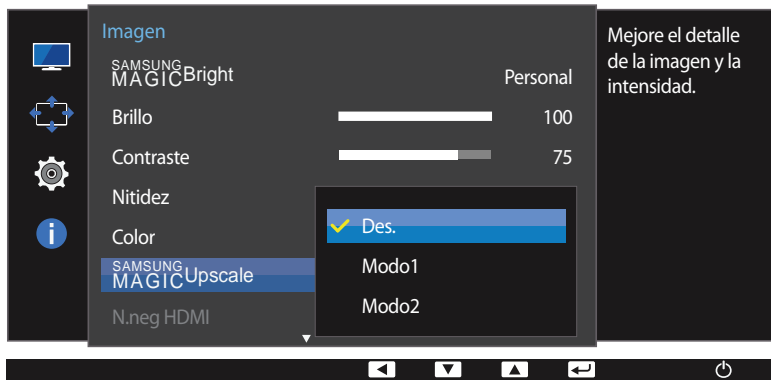 Imagen
SAMSUNG
MAGICBright Personal
Brillo 100
Contraste 75
Nitidez
Color
SAMSUNG
MAGICUpscale
N.neg HDMI
Des.
Modo1
Modo2
Mejore el detalle
de la imagen y la
intensidad.